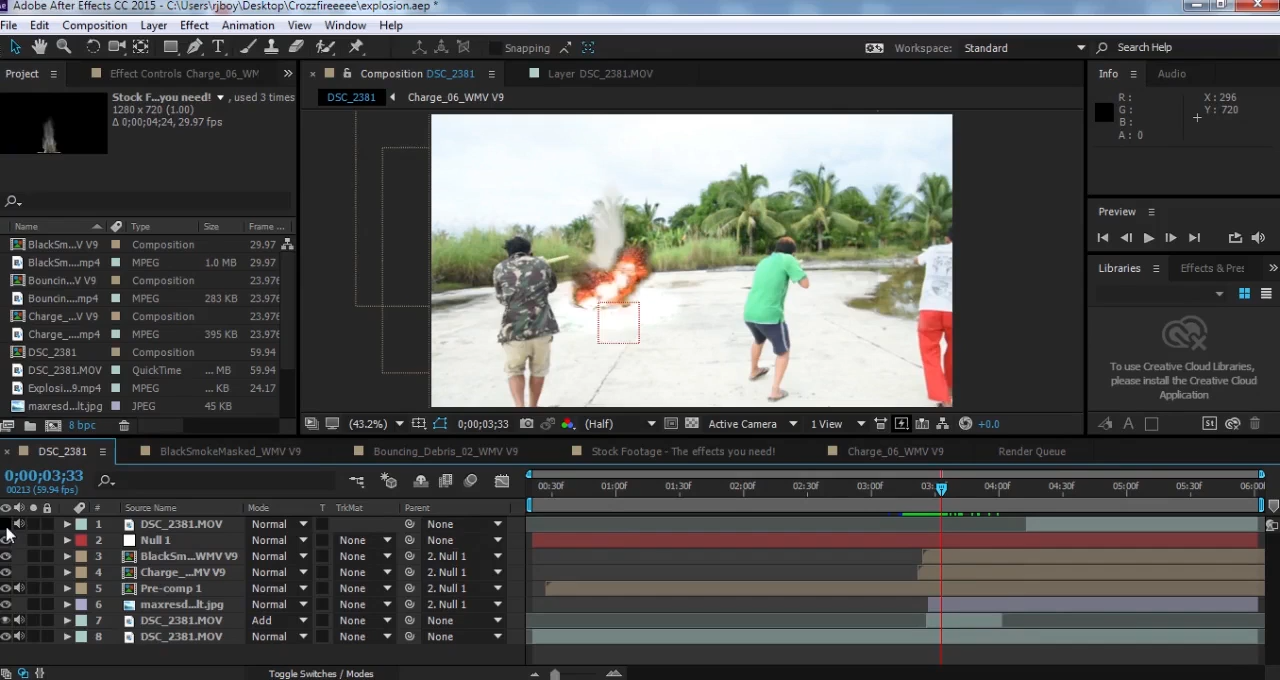 Adobe After Effects CC 2015 - C:\Users\rjboy\Desktop\Crozzfireeeee\explosion.aep *
File Edit Composition Layer Effect Animation View Window Help
Snapping Workspace: Standard Search Help
Project Effect Controls Charge_06_WM
Composition DSC_2381 Layer DSC_2381.MOV
Info Audio
DSC_2381 Charge_06_WMV V9
Stock F...you need! , used 3 times
1280 x 720 (1.00)
Δ 0;00;04;24, 29.97 fps
R :
G :
B :
A : 0
X : 296
Y : 720
Preview
Libraries Effects & Pres
To use Creative Cloud Libraries,
please install the Creative Cloud
Application
Name Type Size Frame ...
BlackSm...V V9 Composition 29.97
BlackSm....mp4 MPEG 1.0 MB 29.97
Bouncin...V V9 Composition 23.976
Bouncin....mp4 MPEG 283 KB 23.976
Charge_...V V9 Composition 23.976
Charge_....mp4 MPEG 395 KB 23.976
DSC_2381 Composition 59.94
DSC_2381.MOV QuickTime ... MB 59.94
Explosi...9.mp4 MPEG ... KB 24.17
maxresd...lt.jpg JPEG 45 KB
8 bpc
(43.2%) 0;00;03;33 (Half) Active Camera 1 View +0.0
St
DSC_2381 BlackSmokeMasked_WMV V9 Bouncing_Debris_02_WMV V9 Stock Footage - The effects you need! Charge_06_WMV V9 Render Queue
0;00;03;33
00213 (59.94 fps)
00:30f 01:00f 01:30f 02:00f 02:30f 03:00f 04:00f 04:30f 05:00f 05:30f 06:00f
# Source Name Mode T TrkMat Parent
1 DSC_2381.MOV Normal None
2 Null 1 Normal None None
3 BlackSm...WMV V9 Normal None 2. Null 1
4 Charge_...MV V9 Normal None 2. Null 1
5 Pre-comp 1 Normal None 2. Null 1
6 maxresd...lt.jpg Normal None 2. Null 1
7 DSC_2381.MOV Add None None
8 DSC_2381.MOV Normal None None
Toggle Switches / Modes